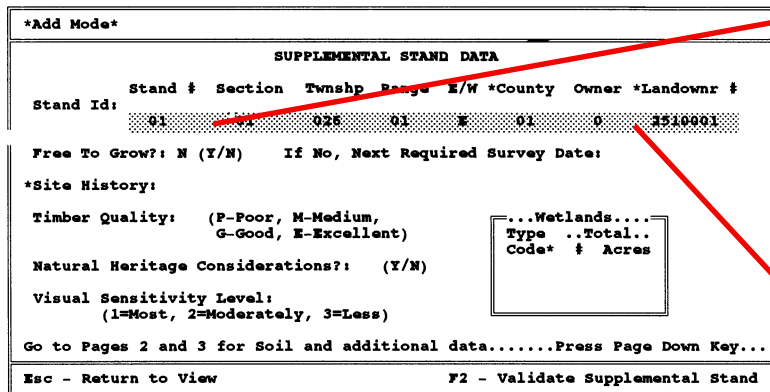 *Add Mode*
SUPPLEMENTAL STAND DATA
Stand # Section Twnshp Range E/W *County Owner *Landownr #
Stand Id:
01 01 026 01 E 01 0 2510001
Free To Grow?: N (Y/N) If No, Next Required Survey Date:
*Site History:
Timber Quality: (P-Poor, M-Medium,
G-Good, E-Excellent)
...Wetlands....
Type ..Total..
Code* # Acres
Natural Heritage Considerations?: (Y/N)
Visual Sensitivity Level:
(1=Most, 2=Moderately, 3=Less)
Go to Pages 2 and 3 for Soil and additional data.......Press Page Down Key...
Esc - Return to View F2 - Validate Supplemental Stand